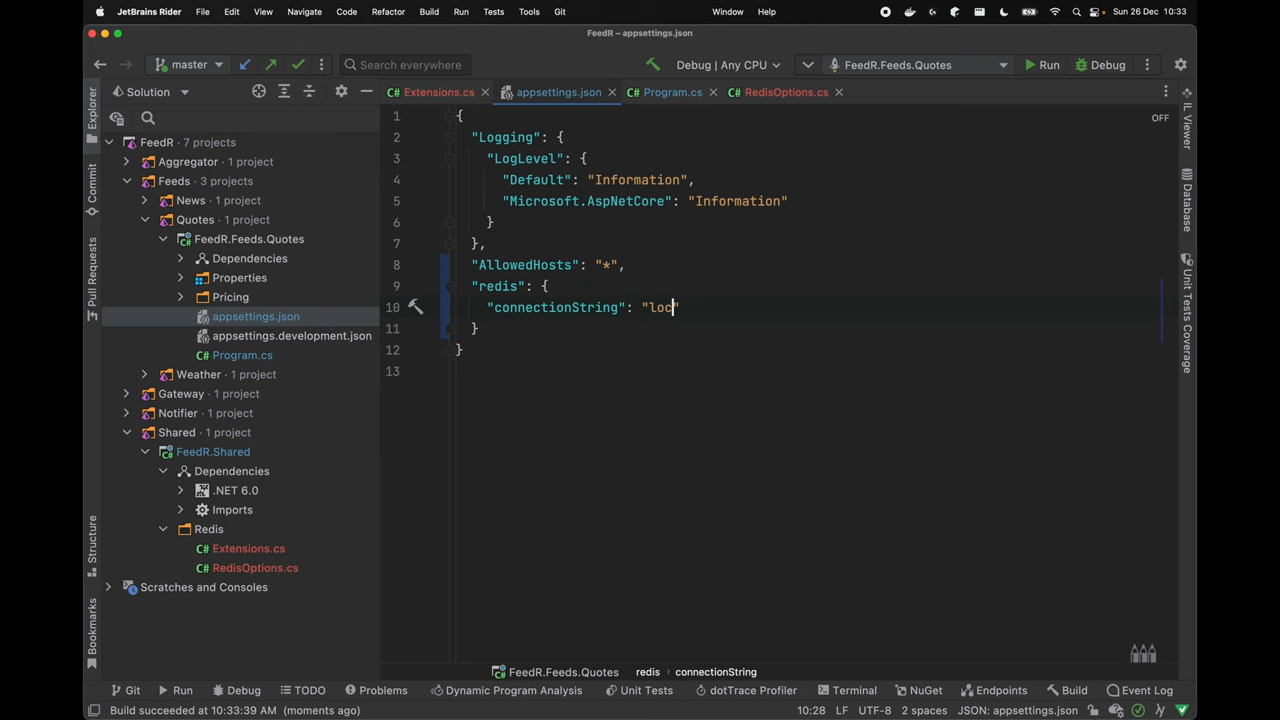 JetBrains Rider File Edit View Navigate Code Refactor Build Run Tests Tools Git Window Help Sun 26 Dec 10:33
FeedR – appsettings.json
master Search everywhere Debug | Any CPU FeedR.Feeds.Quotes Run Debug
Solution
Extensions.cs appsettings.json Program.cs RedisOptions.cs
Explorer
Commit
Pull Requests
Structure
Bookmarks
FeedR · 7 projects
Aggregator · 1 project
Feeds · 3 projects
News · 1 project
Quotes · 1 project
C# FeedR.Feeds.Quotes
Dependencies
Properties
Pricing
appsettings.json
appsettings.development.json
C# Program.cs
Weather · 1 project
Gateway · 1 project
Notifier · 1 project
Shared · 1 project
C# FeedR.Shared
Dependencies
.NET 6.0
Imports
Redis
C# Extensions.cs
C# RedisOptions.cs
Scratches and Consoles
OFF
1 {
2 "Logging": {
3 "LogLevel": {
4 "Default": "Information",
5 "Microsoft.AspNetCore": "Information"
6 }
7 },
8 "AllowedHosts": "*",
9 "redis": {
10 "connectionString": "loc"
11 }
12 }
13
IL Viewer
Database
Unit Tests Coverage
FeedR.Feeds.Quotes redis connectionString
Git Run Debug TODO Problems Dynamic Program Analysis Unit Tests dotTrace Profiler Terminal NuGet Endpoints Build Event Log
Build succeeded at 10:33:39 AM (moments ago) 10:28 LF UTF-8 2 spaces JSON: appsettings.json